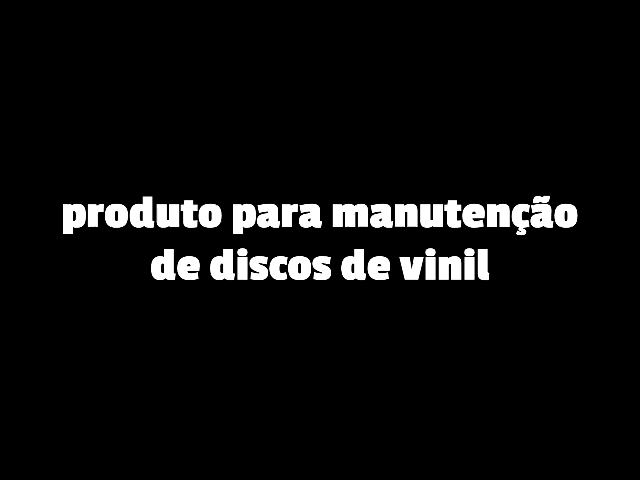 produto para manutenção
de discos de vinil